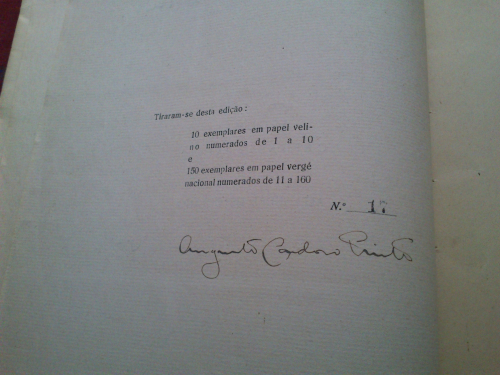 Tiraram-se desta edição:
10 exemplares em papel veli-
no numerados de 1 a 10
e
150 exemplares em papel vergé
nacional numerados de 11 a 160
N.º 17
Augusto Cardoso Pinto